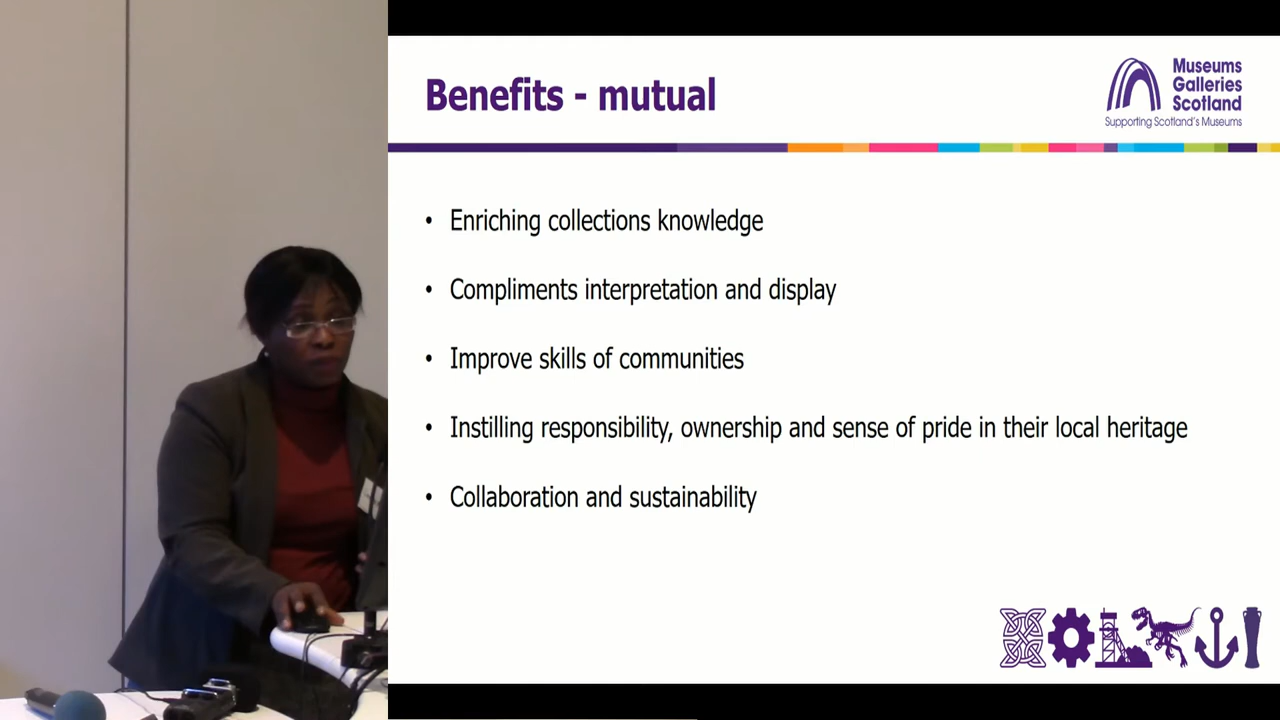 Benefits - mutual
Museums
Galleries
Scotland
Supporting Scotland's Museums
• Enriching collections knowledge
• Compliments interpretation and display
• Improve skills of communities
• Instilling responsibility, ownership and sense of pride in their local heritage
• Collaboration and sustainability